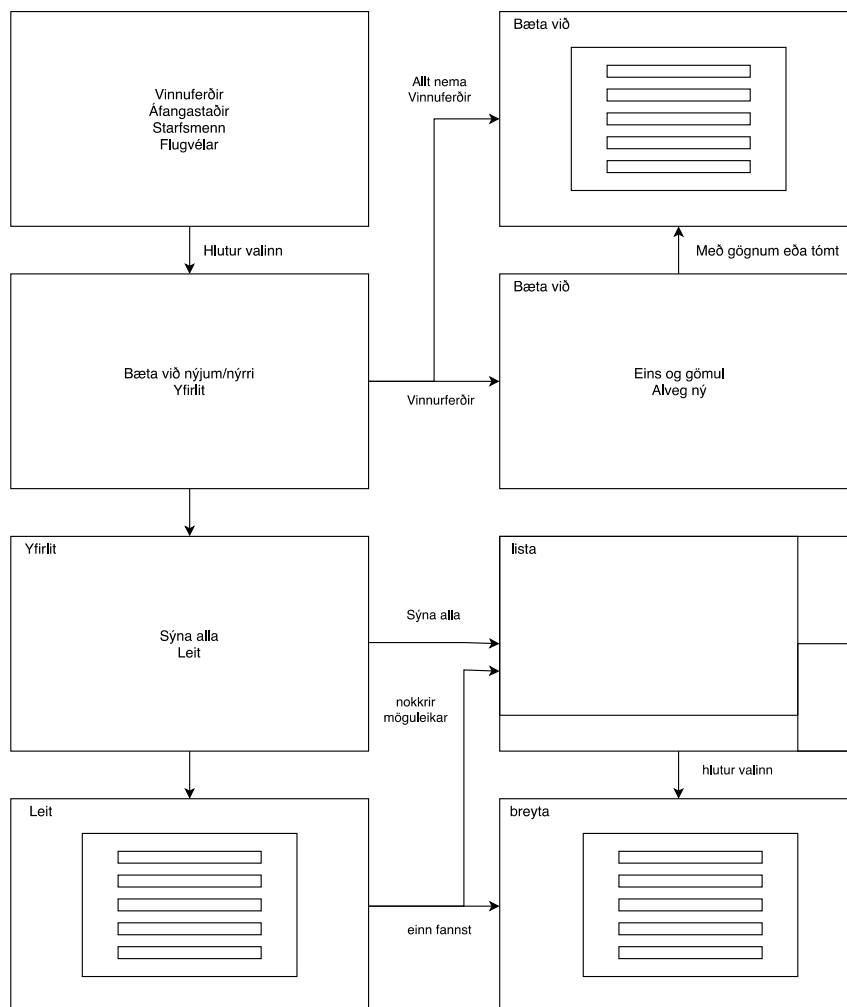 Vinnuferðir
Áfangastaðir
Starfsmenn
Flugvélar
Allt nema
Vinnuferðir
Bæta við
Hlutur valinn
Með gögnum eða tómt
Bæta við nýjum/nýrri
Yfirlit
Vinnurferðir
Bæta við
Eins og gömul
Alveg ný
Yfirlit
Sýna alla
Leit
Sýna alla
lista
nokkrir
möguleikar
hlutur valinn
Leit
einn fannst
breyta